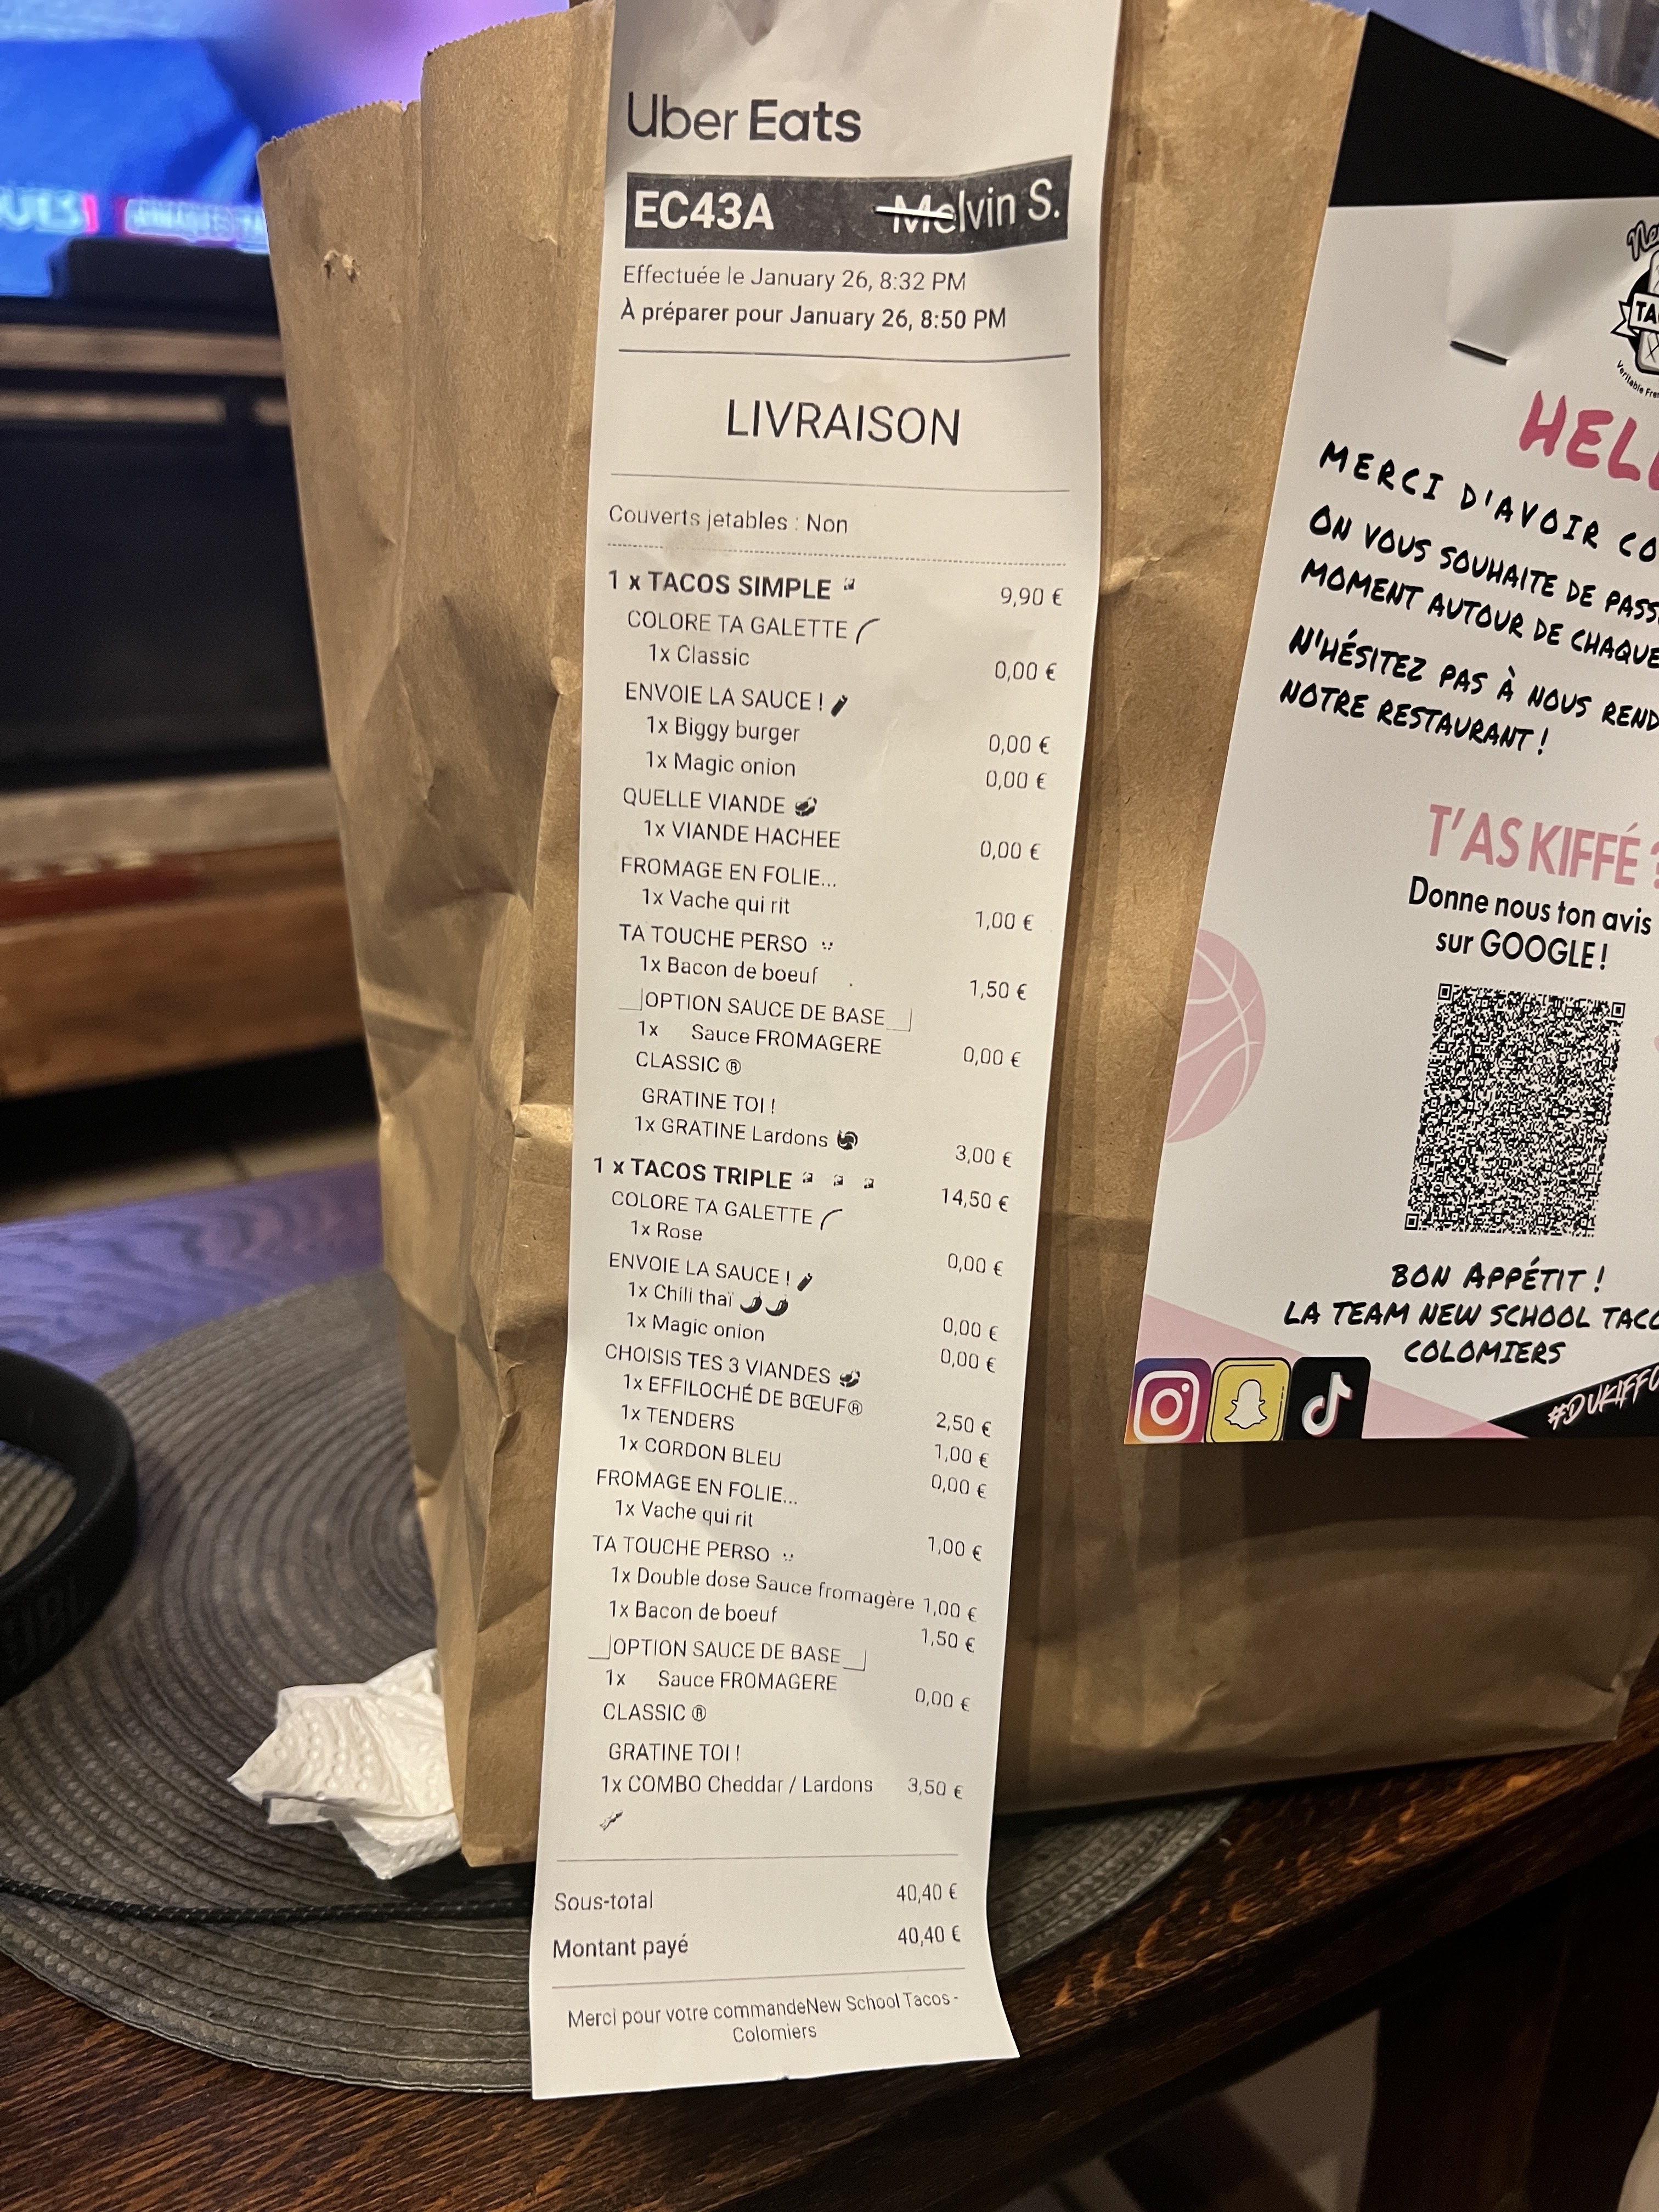 Uber Eats
EC43A Melvin S.
Effectuée le January 26, 8:32 PM
À préparer pour January 26, 8:50 PM
LIVRAISON
Couverts jetables : Non
1 x TACOS SIMPLE 9,90 €
COLORE TA GALETTE
1x Classic 0,00 €
ENVOIE LA SAUCE !
1x Biggy burger 0,00 €
1x Magic onion 0,00 €
QUELLE VIANDE
1x VIANDE HACHEE 0,00 €
FROMAGE EN FOLIE...
1x Vache qui rit 1,00 €
TA TOUCHE PERSO
1x Bacon de boeuf 1,50 €
OPTION SAUCE DE BASE
1x Sauce FROMAGERE 0,00 €
CLASSIC ®
GRATINE TOI !
1x GRATINE Lardons 3,00 €
1 x TACOS TRIPLE 14,50 €
COLORE TA GALETTE
1x Rose 0,00 €
ENVOIE LA SAUCE !
1x Chili thaï 0,00 €
1x Magic onion 0,00 €
CHOISIS TES 3 VIANDES
1x EFFILOCHÉ DE BŒUF® 2,50 €
1x TENDERS 1,00 €
1x CORDON BLEU 0,00 €
FROMAGE EN FOLIE...
1x Vache qui rit 1,00 €
TA TOUCHE PERSO
1x Double dose Sauce fromagère 1,00 €
1x Bacon de boeuf 1,50 €
OPTION SAUCE DE BASE
1x Sauce FROMAGERE 0,00 €
CLASSIC ®
GRATINE TOI !
1x COMBO Cheddar / Lardons 3,50 €
Sous-total 40,40 €
Montant payé 40,40 €
Merci pour votre commandeNew School Tacos -
Colomiers
MERCI D'AVOIR
ON VOUS SOUHAITE DE
MOMENT AUTOUR DE CHAQUE
N'HÉSITEZ PAS À NOUS
NOTRE RESTAURANT !
T'AS KIFFÉ ?
Donne nous ton avis
sur GOOGLE !
BON APPÉTIT !
LA TEAM NEW SCHOOL
COLOMIERS
JBL